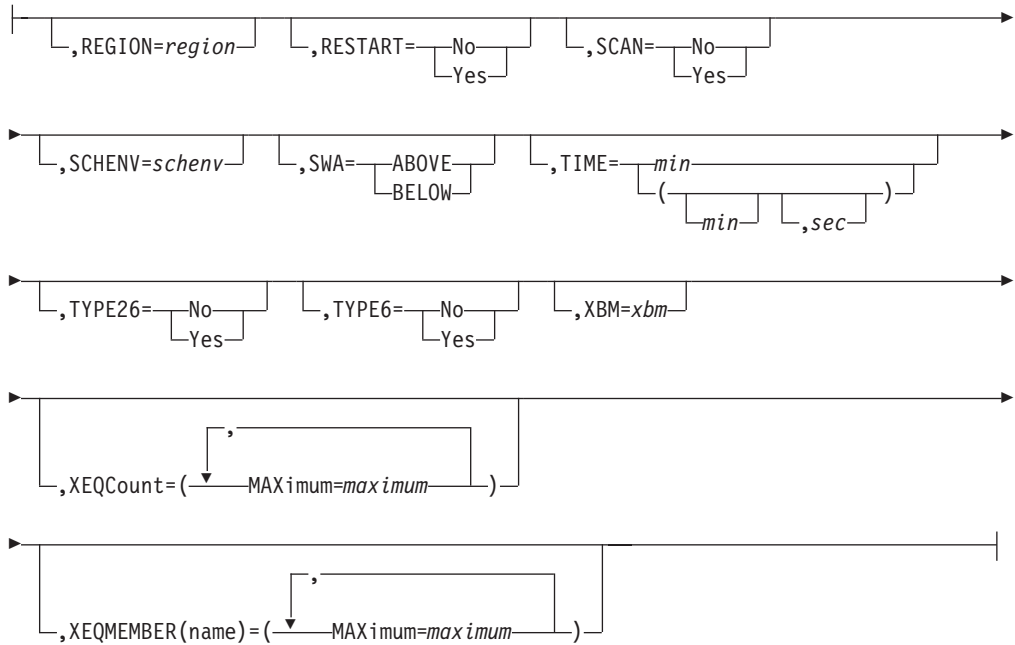 ,REGION=region ,RESTART= No ,SCAN= No
Yes Yes
,SCHENV=schenv ,SWA= ABOVE ,TIME= min
BELOW ( )
min ,sec
,TYPE26= No ,TYPE6= No ,XBM=xbm
Yes Yes
,
,XEQCount=( MAXimum=maximum )
,
,XEQMEMBER(name)=( MAXimum=maximum )